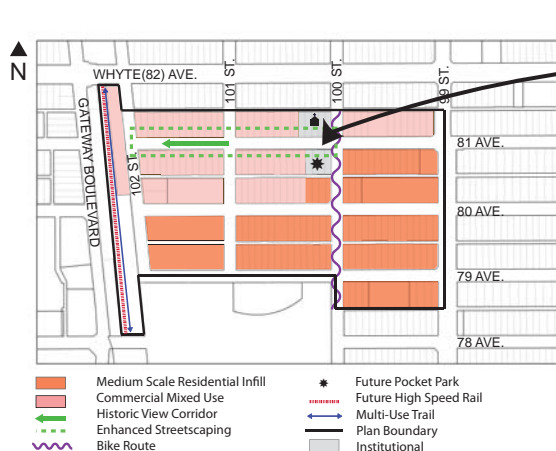 N
WHYTE(82) AVE.
101 ST.
100 ST.
99 ST.
GATEWAY BOULEVARD
102 ST.
81 AVE.
80 AVE.
79 AVE.
78 AVE.
Medium Scale Residential Infill
Commercial Mixed Use
Historic View Corridor
Enhanced Streetscaping
Bike Route
Future Pocket Park
Future High Speed Rail
Multi-Use Trail
Plan Boundary
Institutional